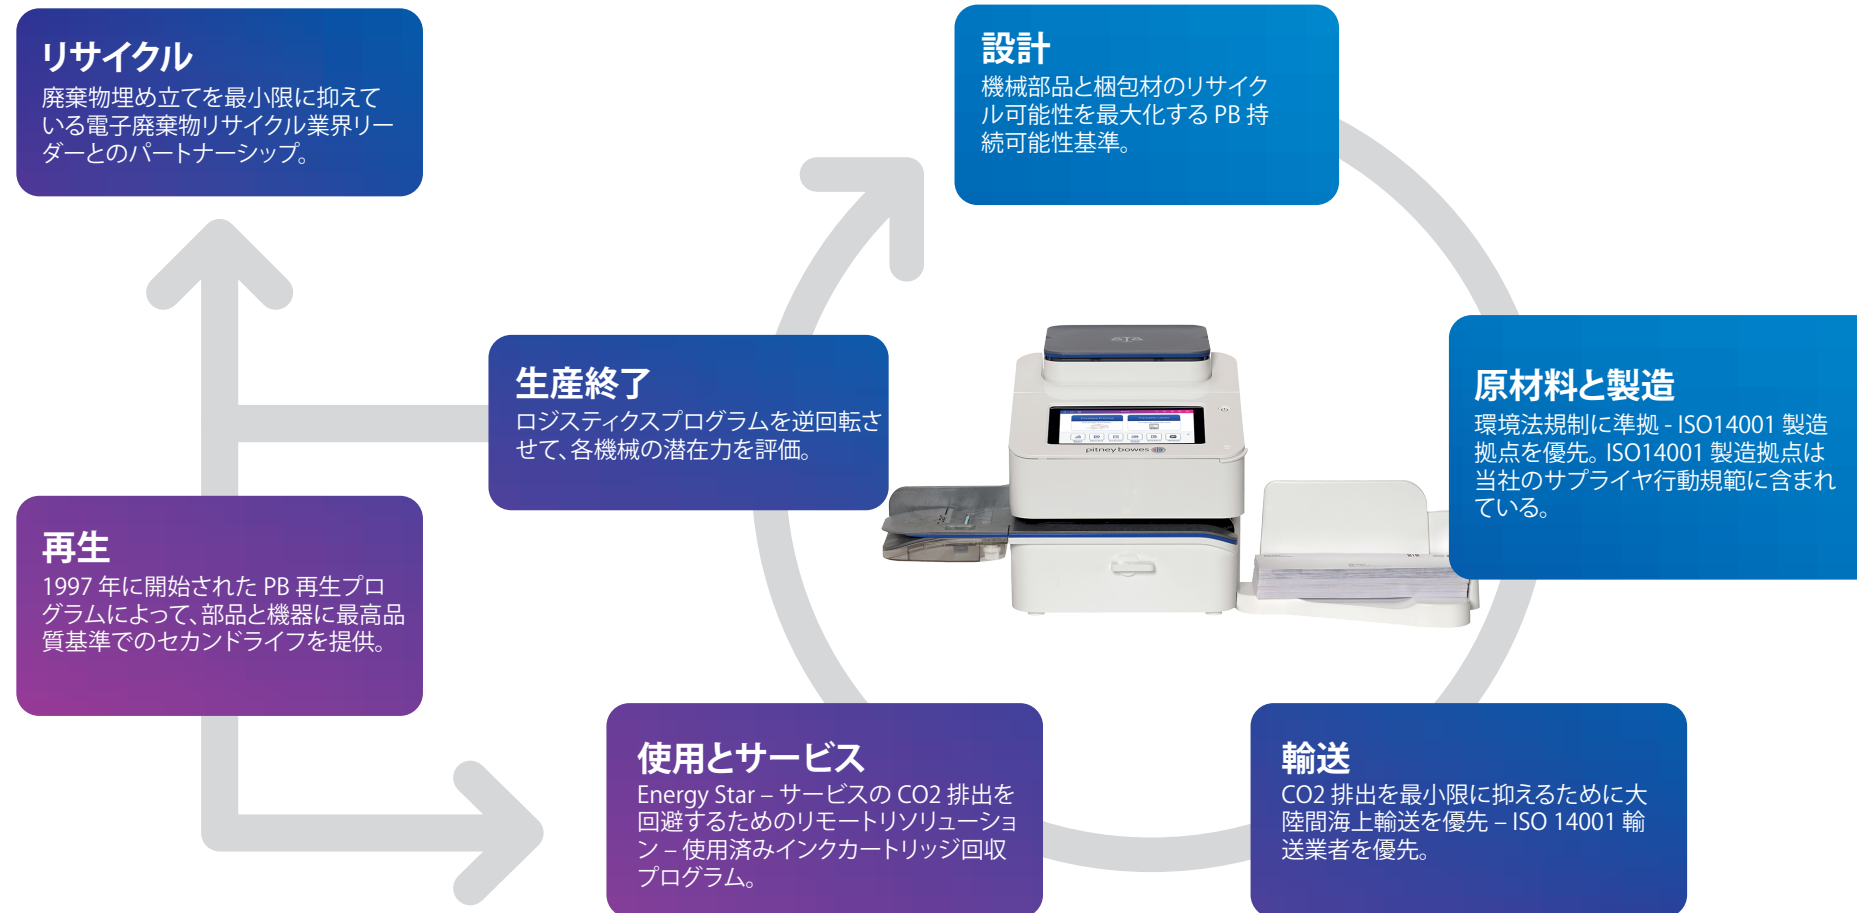 リサイクル
廃棄物埋め立てを最小限に抑えて
いる電子廃棄物リサイクル業界リー
ダーとのパートナーシップ。
設計
機械部品と梱包材のリサイク
ル可能性を最大化する PB 持
続可能性基準。
生産終了
ロジスティクスプログラムを逆回転さ
せて、各機械の潜在力を評価。
原材料と製造
環境法規制に準拠 - ISO14001 製造
拠点を優先。ISO14001 製造拠点は
当社のサプライヤ行動規範に含まれ
ている。
pitney bowes
再生
1997 年に開始された PB 再生プロ
グラムによって、部品と機器に最高品
質基準でのセカンドライフを提供。
使用とサービス
Energy Star – サービスの CO2 排出を
回避するためのリモートリソリューショ
ン – 使用済みインクカートリッジ回収
プログラム。
輸送
CO2 排出を最小限に抑えるために大
陸間海上輸送を優先 – ISO 14001 輸
送業者を優先。